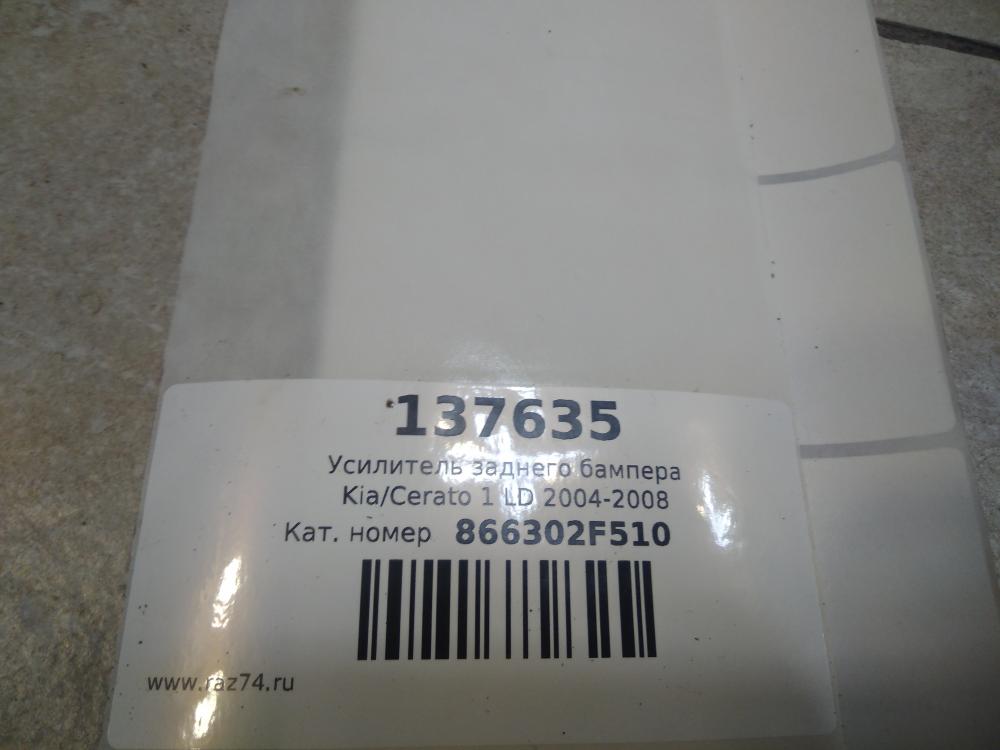 137635
Усилитель заднего бампера
Kia/Cerato 1 LD 2004-2008
Кат. номер 866302F510
www.raz74.ru